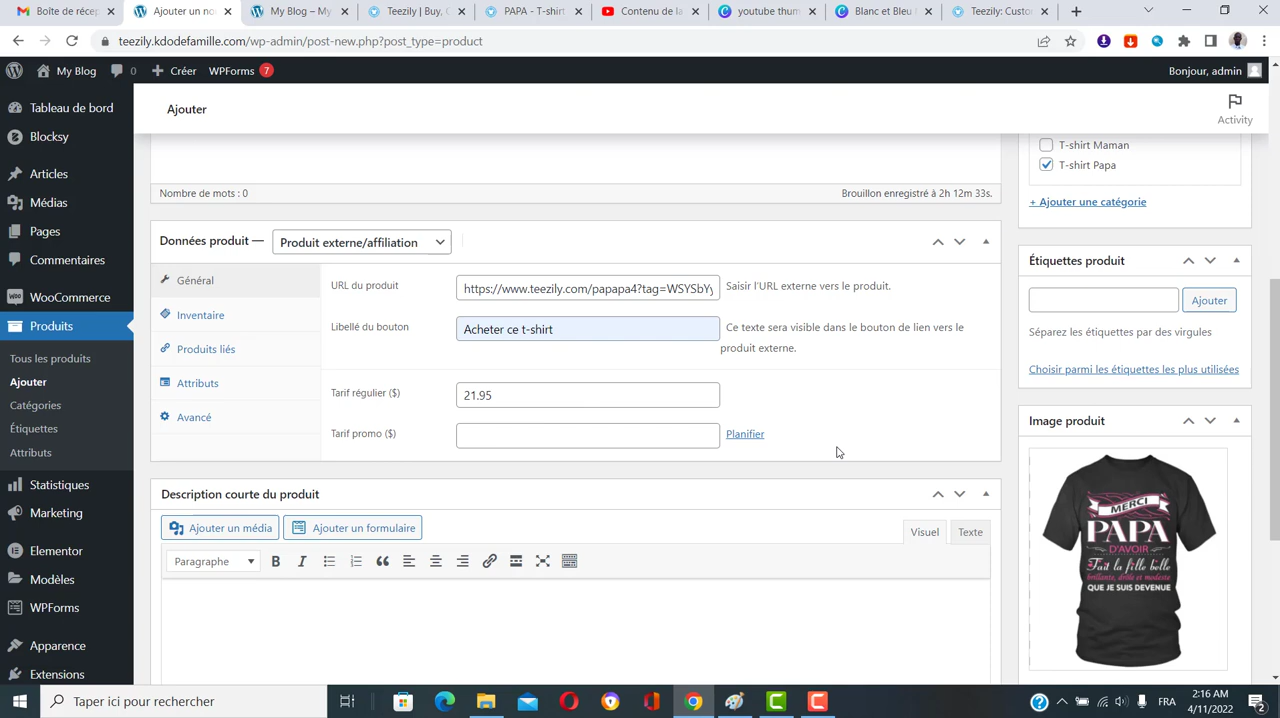 Boîte de récep
Ajouter un no
My Blog – My
Teezily | Buy, C
PAPA - T-shirt
Contenu de la
youtube thum
Blanc et Bleu
Teezily: Custo
teezily.kdodefamille.com/wp-admin/post-new.php?post_type=product
My Blog
0
Créer
WPForms
7
Bonjour, admin
Tableau de bord
Blocksy
Articles
Médias
Pages
Commentaires
WooCommerce
Produits
Tous les produits
Ajouter
Catégories
Étiquettes
Attributs
Statistiques
Marketing
Elementor
Modèles
WPForms
Apparence
Extensions
Ajouter
Activity
Nombre de mots : 0
Brouillon enregistré à 2h 12m 33s.
Données produit —
Produit externe/affiliation
Général
Inventaire
Produits liés
Attributs
Avancé
URL du produit
https://www.teezily.com/papapa4?tag=WSYSbYy
Saisir l'URL externe vers le produit.
Libellé du bouton
Acheter ce t-shirt
Ce texte sera visible dans le bouton de lien vers le
produit externe.
Tarif régulier ($)
21.95
Tarif promo ($)
Planifier
Description courte du produit
Ajouter un média
Ajouter un formulaire
Visuel
Texte
Paragraphe
B
I
T-shirt Maman
T-shirt Papa
+ Ajouter une catégorie
Étiquettes produit
Ajouter
Séparez les étiquettes par des virgules
Choisir parmi les étiquettes les plus utilisées
Image produit
MERCI
PAPA
D'AVOIR
Fait la fille belle
brillante, drôle et modeste
QUE JE SUIS DEVENUE
Taper ici pour rechercher
FRA
2:16 AM
4/11/2022
2